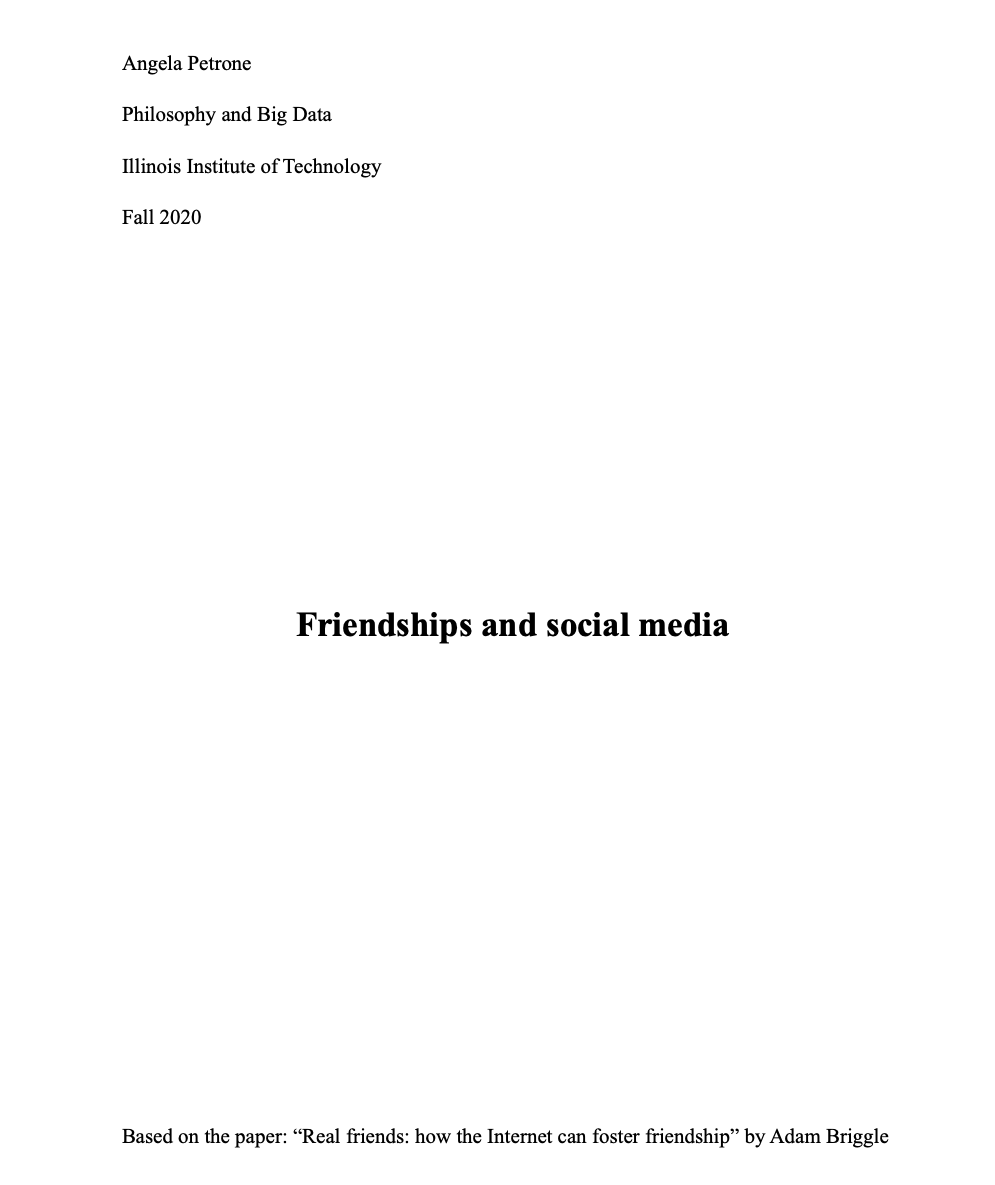 Angela Petrone
Philosophy and Big Data
Illinois Institute of Technology
Fall 2020
Friendships and social media
Based on the paper: “Real friends: how the Internet can foster friendship” by Adam Briggle